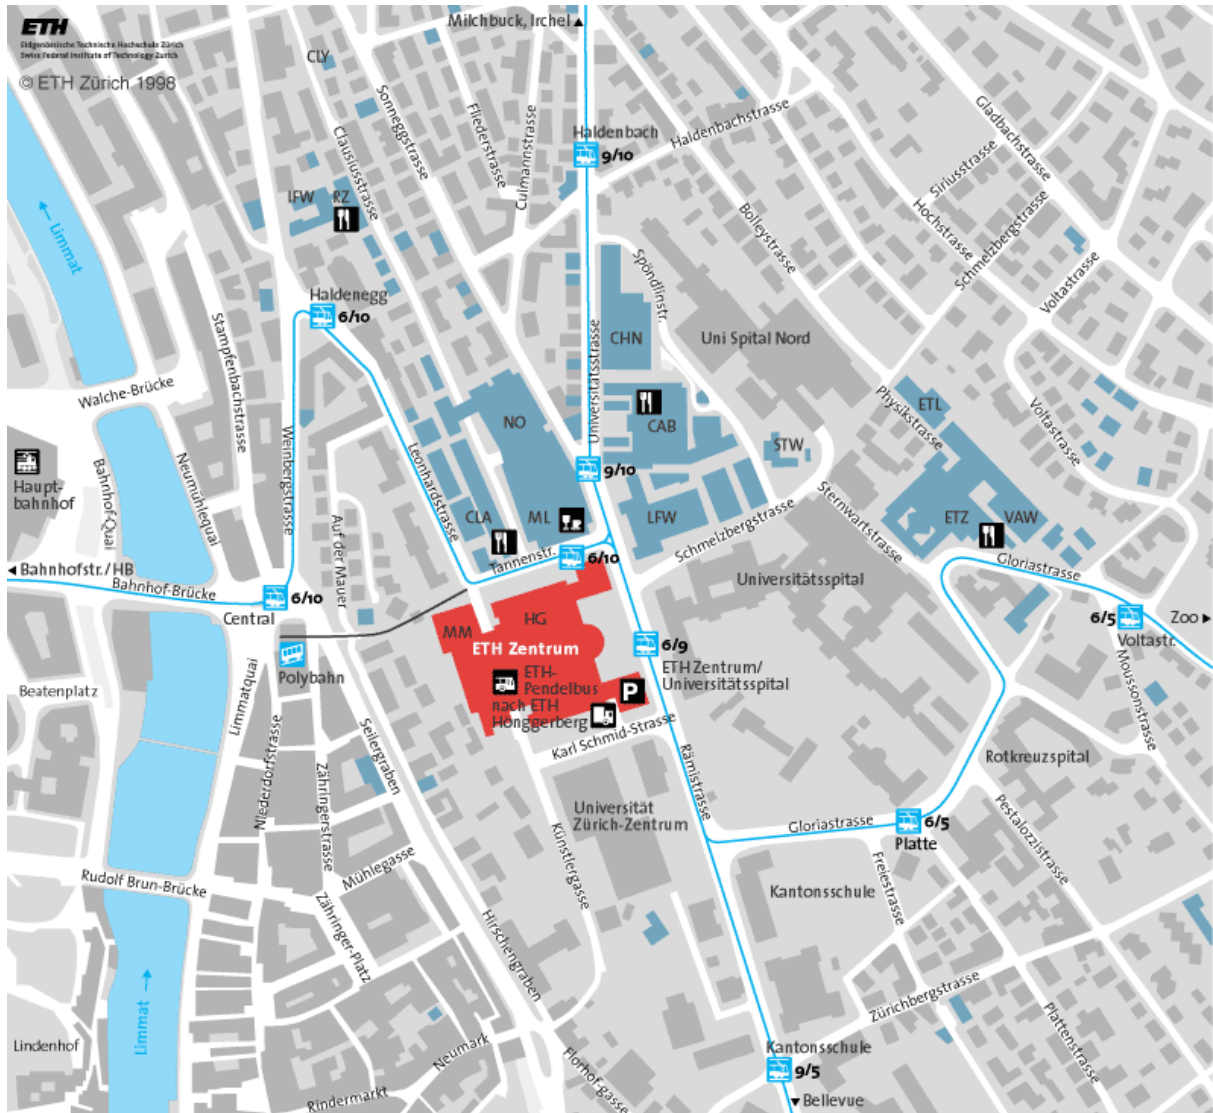 ETH
Eidgenössische Technische Hochschule Zürich
Swiss Federal Institute of Technology Zurich
© ETH Zürich 1998
Milchbuck, Irchel ▲
CLY
Sonneggstrasse
Fliederstrasse
Culmannstrasse
Clausiusstrasse
Haldenbach
9/10
Haldenbachstrasse
Gladbachstrasse
Siriusstrasse
Hochstrasse
Schmelzbergstrasse
Bolleystrasse
Voltastrasse
IFW
RZ
← Limmat
Haldenegg
6/10
Spöndlinstr.
Stampfenbachstrasse
Universitätsstrasse
CHN
Uni Spital Nord
Walche-Brücke
Physikstrasse
ETL
Voltastrasse
NO
CAB
STW
Weinbergstrasse
Leonhardstrasse
Neumühlequai
Bahnhof-Quai
Haupt-
bahnhof
9/10
Sternwartstrasse
CLA
ML
LFW
ETZ
VAW
Auf der Mauer
Schmelzbergstrasse
Tannenstr.
6/10
Gloriastrasse
◀ Bahnhofstr./HB
Bahnhof-Brücke
6/10
Central
Universitätsspital
6/5
Voltastr.
Zoo ▶
MM
HG
ETH Zentrum
6/9
ETH Zentrum/
Universitätsspital
Polybahn
ETH-
Pendelbus
nach ETH
Hönggerberg
P
Beatenplatz
Limmatquai
Moussonstrasse
Karl Schmid-Strasse
Niederdorfstrasse
Seilergraben
Zähringerstrasse
Rämistrasse
Rotkreuzspital
Universität
Zürich-Zentrum
Gloriastrasse
6/5
Platte
Pestalozzistrasse
Künstlergasse
Mühlegasse
Freiestrasse
Rudolf Brun-Brücke
Kantonsschule
Zähringer-Platz
Hirschengraben
Limmat →
Zürichbergstrasse
Plattenstrasse
Lindenhof
Neumarkt
Florhof-gasse
Kantonsschule
9/5
Rindermarkt
▼ Bellevue